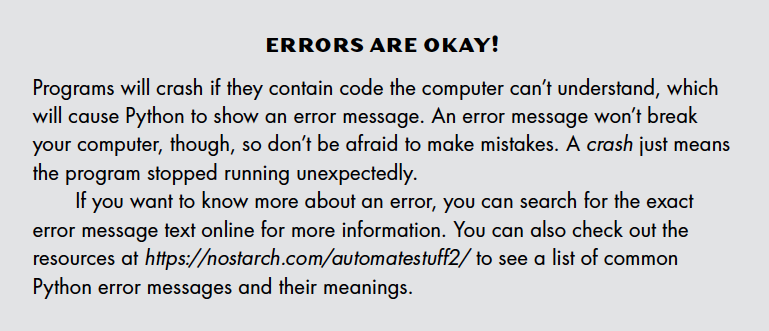 ERRORS ARE OKAY!
Programs will crash if they contain code the computer can't understand, which
will cause Python to show an error message. An error message won't break
your computer, though, so don't be afraid to make mistakes. A crash just means
the program stopped running unexpectedly.
If you want to know more about an error, you can search for the exact
error message text online for more information. You can also check out the
resources at https://nostarch.com/automatestuff2/ to see a list of common
Python error messages and their meanings.